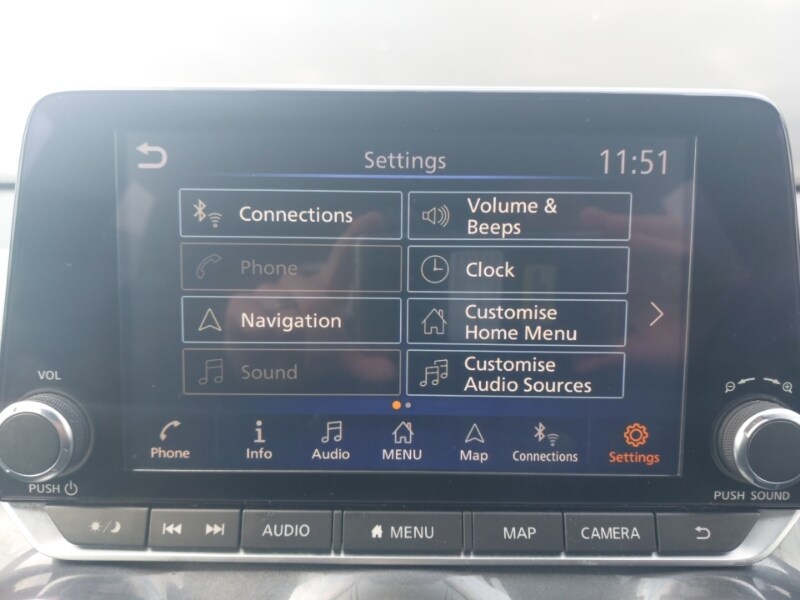 Settings
11:51
Connections
Volume &
Beeps
Phone
Clock
Navigation
Customise
Home Menu
Sound
Customise
Audio Sources
VOL
PUSH
Phone
Info
Audio
MENU
Map
Connections
Settings
PUSH SOUND
AUDIO
MENU
MAP
CAMERA